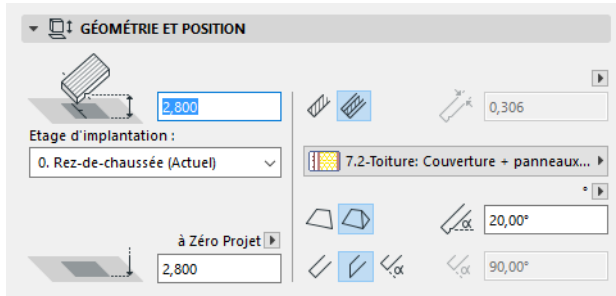 GÉOMÉTRIE ET POSITION
2,800
0,306
Etage d'implantation :
0. Rez-de-chaussée (Actuel)
7.2-Toiture: Couverture + panneaux...
°
α
20,00°
à Zéro Projet
2,800
α
α
90,00°